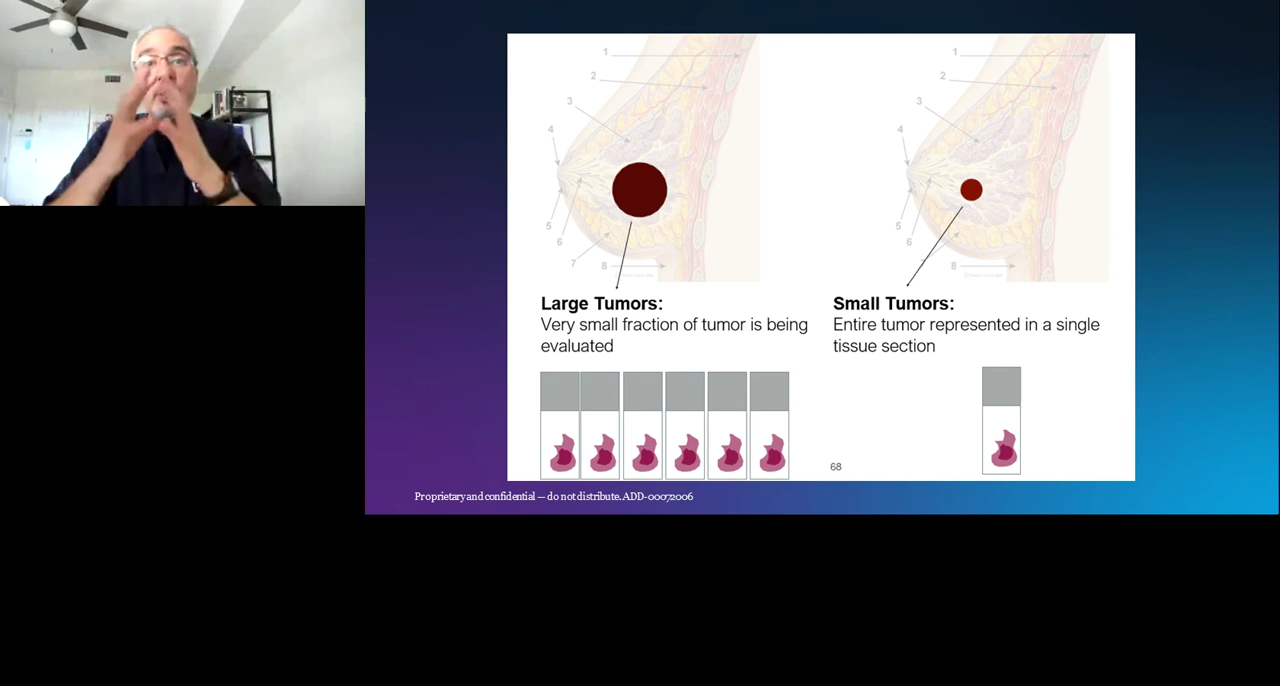 1
2
3
4
5
6
7
8
1
2
3
4
5
6
7
8
Large Tumors:
Very small fraction of tumor is being
evaluated
Small Tumors:
Entire tumor represented in a single
tissue section
68
Proprietary and confidential — do not distribute. ADD-00072006